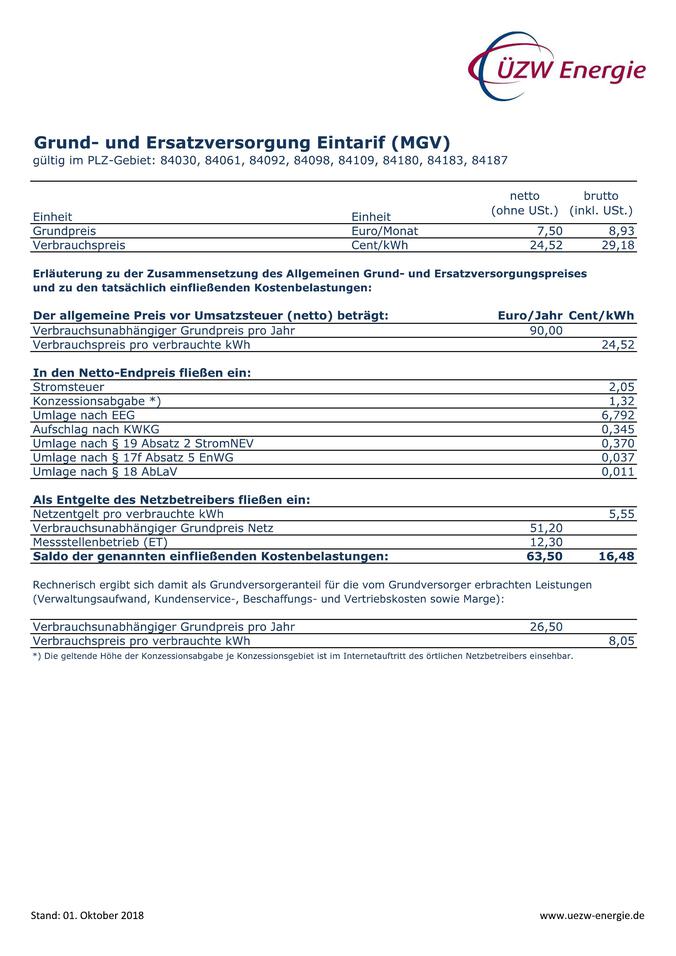 ÜZW Energie
Grund- und Ersatzversorgung Eintarif (MGV)
gültig im PLZ-Gebiet: 84030, 84061, 84092, 84098, 84109, 84180, 84183, 84187
netto brutto
Einheit Einheit (ohne USt.) (inkl. USt.)
Grundpreis Euro/Monat 7,50 8,93
Verbrauchspreis Cent/kWh 24,52 29,18
Erläuterung zu der Zusammensetzung des Allgemeinen Grund- und Ersatzversorgungspreises
und zu den tatsächlich einfließenden Kostenbelastungen:
Der allgemeine Preis vor Umsatzsteuer (netto) beträgt: Euro/Jahr Cent/kWh
Verbrauchsunabhängiger Grundpreis pro Jahr 90,00
Verbrauchspreis pro verbrauchte kWh 24,52
In den Netto-Endpreis fließen ein:
Stromsteuer 2,05
Konzessionsabgabe *) 1,32
Umlage nach EEG 6,792
Aufschlag nach KWKG 0,345
Umlage nach § 19 Absatz 2 StromNEV 0,370
Umlage nach § 17f Absatz 5 EnWG 0,037
Umlage nach § 18 AbLaV 0,011
Als Entgelte des Netzbetreibers fließen ein:
Netzentgelt pro verbrauchte kWh 5,55
Verbrauchsunabhängiger Grundpreis Netz 51,20
Messstellenbetrieb (ET) 12,30
Saldo der genannten einfließenden Kostenbelastungen: 63,50 16,48
Rechnerisch ergibt sich damit als Grundversorgeranteil für die vom Grundversorger erbrachten Leistungen
(Verwaltungsaufwand, Kundenservice-, Beschaffungs- und Vertriebskosten sowie Marge):
Verbrauchsunabhängiger Grundpreis pro Jahr 26,50
Verbrauchspreis pro verbrauchte kWh 8,05
*) Die geltende Höhe der Konzessionsabgabe je Konzessionsgebiet ist im Internetauftritt des örtlichen Netzbetreibers einsehbar.
Stand: 01. Oktober 2018 www.uezw-energie.de